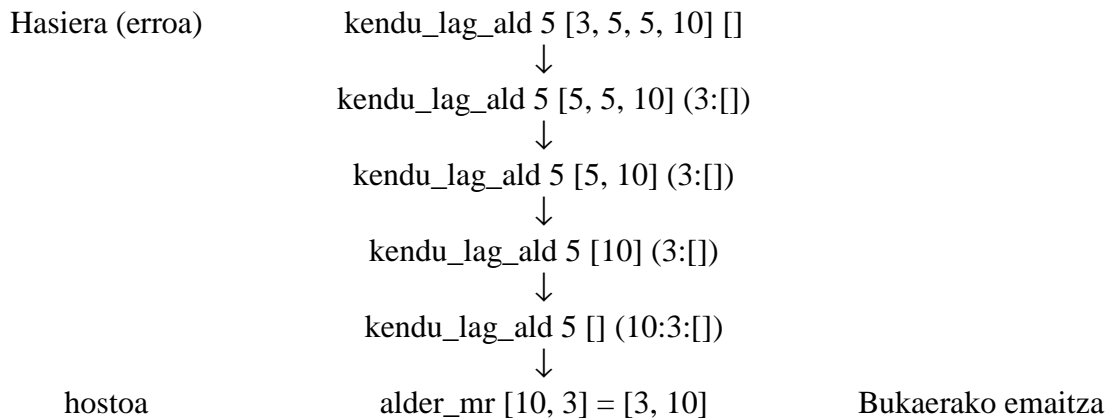 Hasiera (erroa) kendu_lag_ald 5 [3, 5, 5, 10] []
↓
kendu_lag_ald 5 [5, 5, 10] (3:[])
↓
kendu_lag_ald 5 [5, 10] (3:[])
↓
kendu_lag_ald 5 [10] (3:[])
↓
kendu_lag_ald 5 [] (10:3:[])
↓
hostoa alder_mr [10, 3] = [3, 10] Bukaerako emaitza